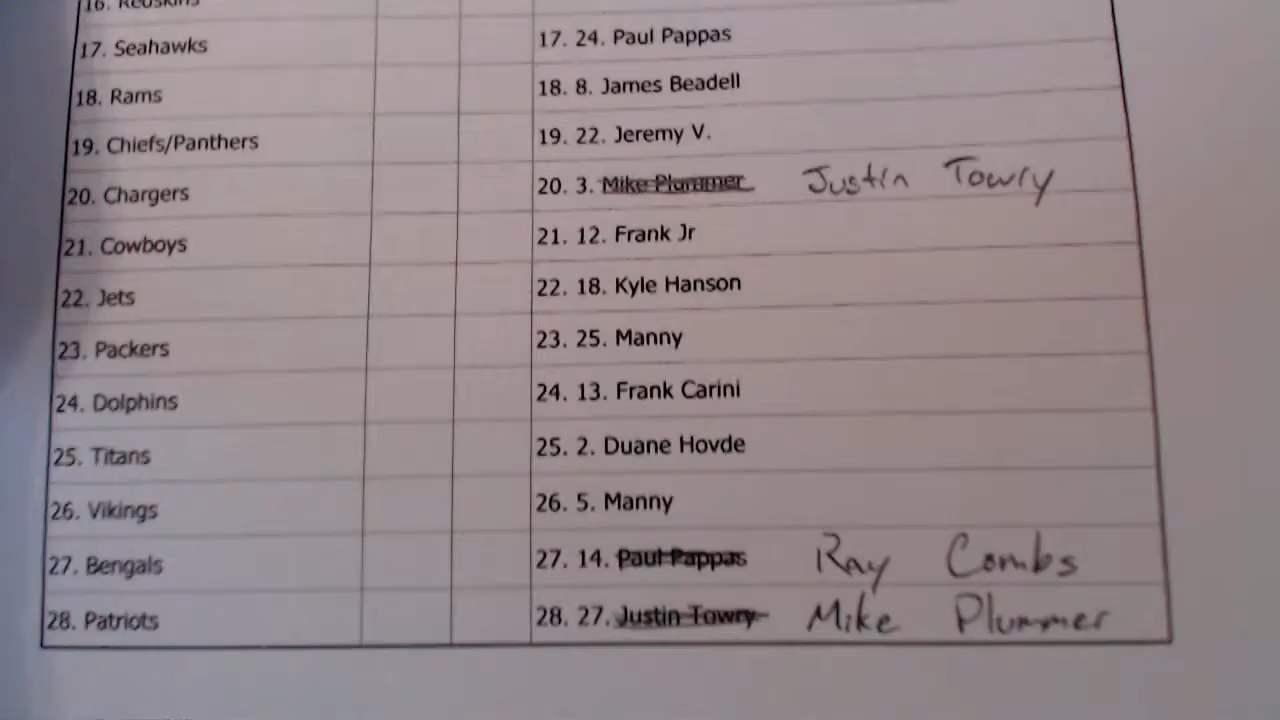 16. Redskins
17. Seahawks 17. 24. Paul Pappas
18. Rams 18. 8. James Beadell
19. Chiefs/Panthers 19. 22. Jeremy V.
20. Chargers 20. 3. Mike Plummer Justin Towry
21. Cowboys 21. 12. Frank Jr
22. Jets 22. 18. Kyle Hanson
23. Packers 23. 25. Manny
24. Dolphins 24. 13. Frank Carini
25. Titans 25. 2. Duane Hovde
26. Vikings 26. 5. Manny
27. Bengals 27. 14. Paul Pappas Ray Combs
28. Patriots 28. 27. Justin Towry Mike Plummer